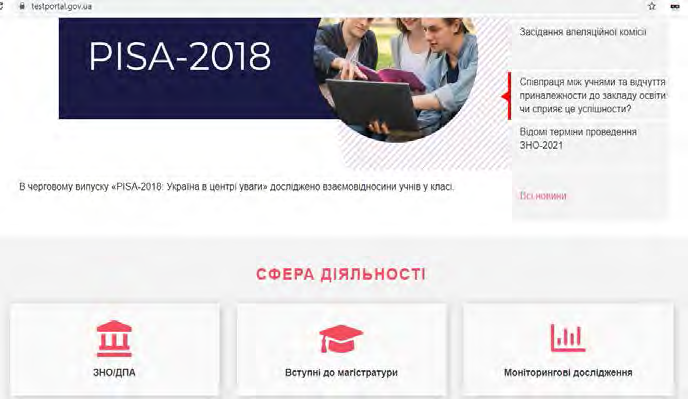 testportal.gov.ua
PISA-2018
Засідання апеляційної комісії
Співпраця між учнями та відчуття
приналежности до закладу освіти
чи сприяє це успішности?
Відомі терміни проведення
ЗНО-2021
Всі новини
В черговому випуску «PISA-2018: Україна в центрі уваги» досліджено взаємовідносини учнів у класі.
СФЕРА ДІЯЛЬНОСТІ
ЗНО/ДПА
Вступні до магістратури
Моніторингові дослідження